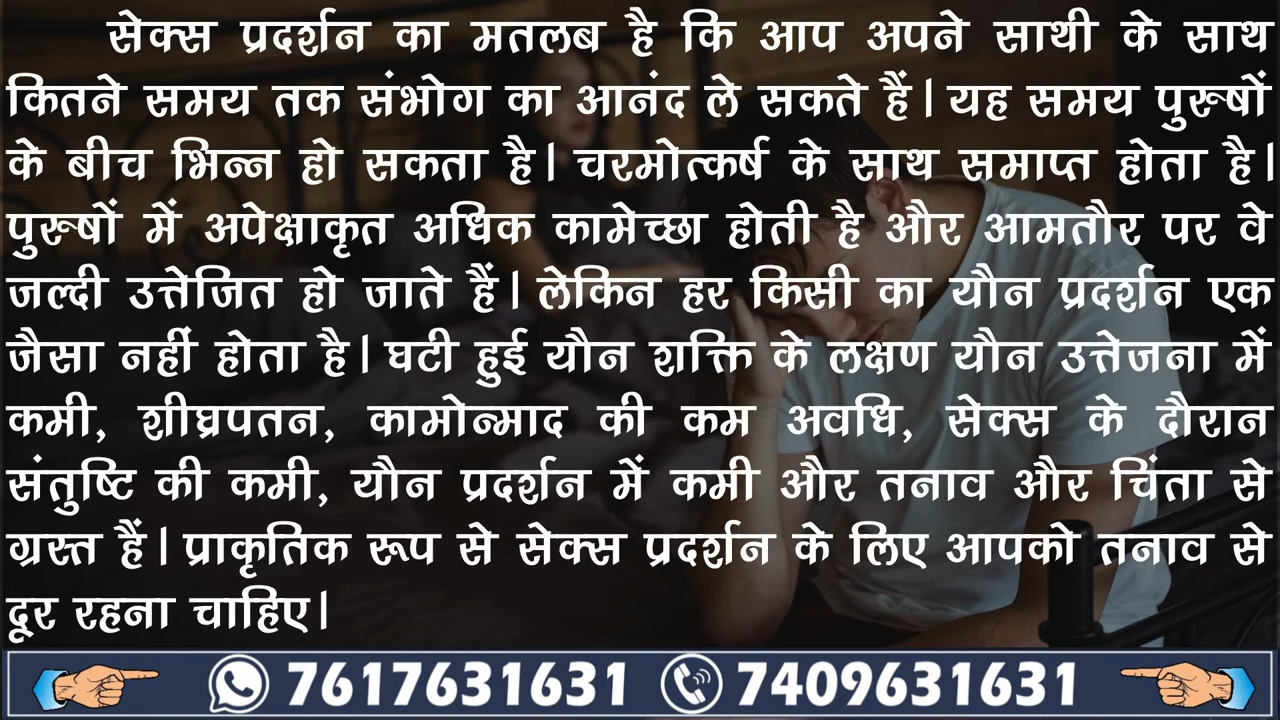 सेक्स प्रदर्शन का मतलब है कि आप अपने साथी के साथ
कितने समय तक संभोग का आनंद ले सकते हैं। यह समय पुरूषों
के बीच भिन्न हो सकता है। चरमोत्कर्ष के साथ समाप्त होता है।
पुरूषों में अपेक्षाकृत अधिक कामेच्छा होती है और आमतौर पर वे
जल्दी उत्तेजित हो जाते हैं। लेकिन हर किसी का यौन प्रदर्शन एक
जैसा नहीं होता है। घटी हुई यौन शक्ति के लक्षण यौन उत्तेजना में
कमी, शीघ्रपतन, कामोन्माद की कम अवधि, सेक्स के दौरान
संतुष्टि की कमी, यौन प्रदर्शन में कमी और तनाव और चिंता से
ग्रस्त हैं। प्राकृतिक रूप से सेक्स प्रदर्शन के लिए आपको तनाव से
दूर रहना चाहिए।
7617631631 7409631631